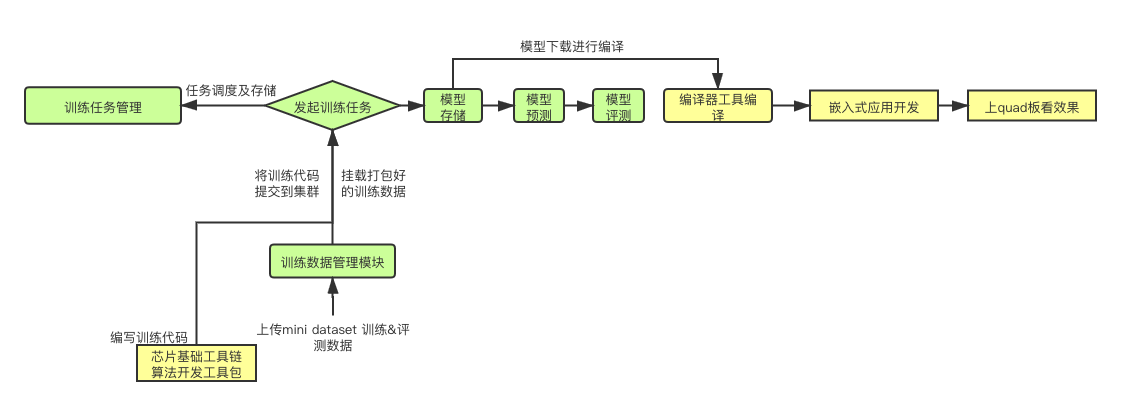 模型下载进行编译
任务调度及存储
训练任务管理
发起训练任务
模型
存储
模型
预测
模型
评测
编译器工具编
译
嵌入式应用开发
上quad板看效果
将训练代码
提交到集群
挂载打包好
的训练数据
训练数据管理模块
上传mini dataset 训练&评
测数据
编写训练代码
芯片基础工具链
算法开发工具包